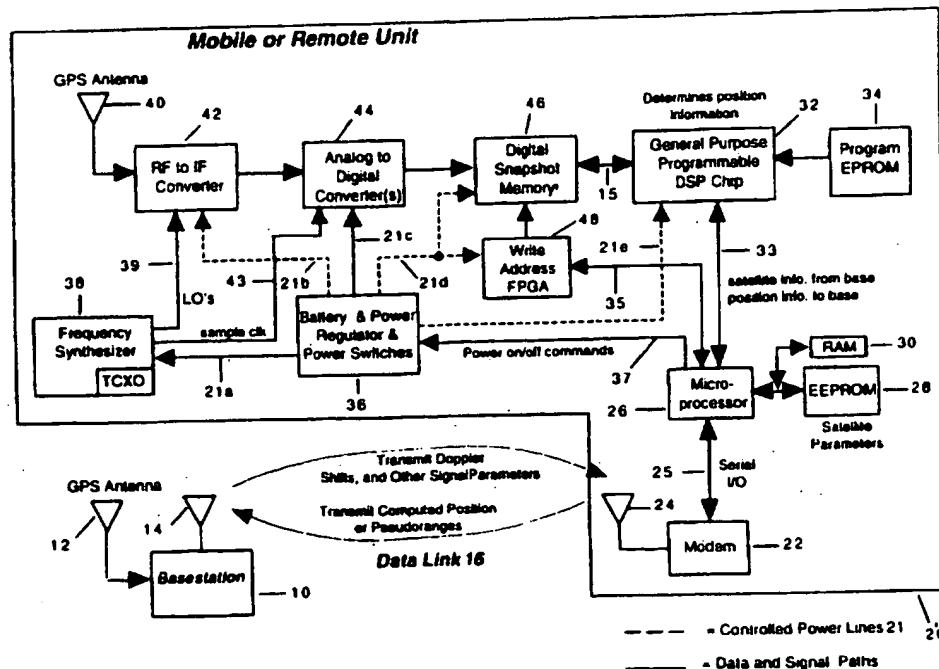 Mobile or Remote Unit
GPS Antenna
40
42
RF to IF
Converter
44
Analog to
Digital
Converter(s)
46
Digital
Snapshot
Memory
Determines position
Information
32
General Purpose
Programmable
DSP Chip
34
Program
EPROM
15
48
Write
Address
FPGA
21e
33
satellite info. from base
position info. to base
35
38
39
LO's
43
21b
21c
21d
Frequency
Synthesizer
TCXO
sample clk
21a
Battery & Power
Regulator &
Power Switches
36
Power on/off commands
37
RAM
30
26
Micro-
processor
EEPROM
28
Satellite
Parameters
25
Serial
I/O
Transmit Doppler
Shifts, and Other Signal Parameters
GPS Antenna
12
14
Transmit Computed Position
or Pseudoranges
24
Data Link 16
Modem
22
Basestation
10
= Controlled Power Lines 21
= Data and Signal Paths